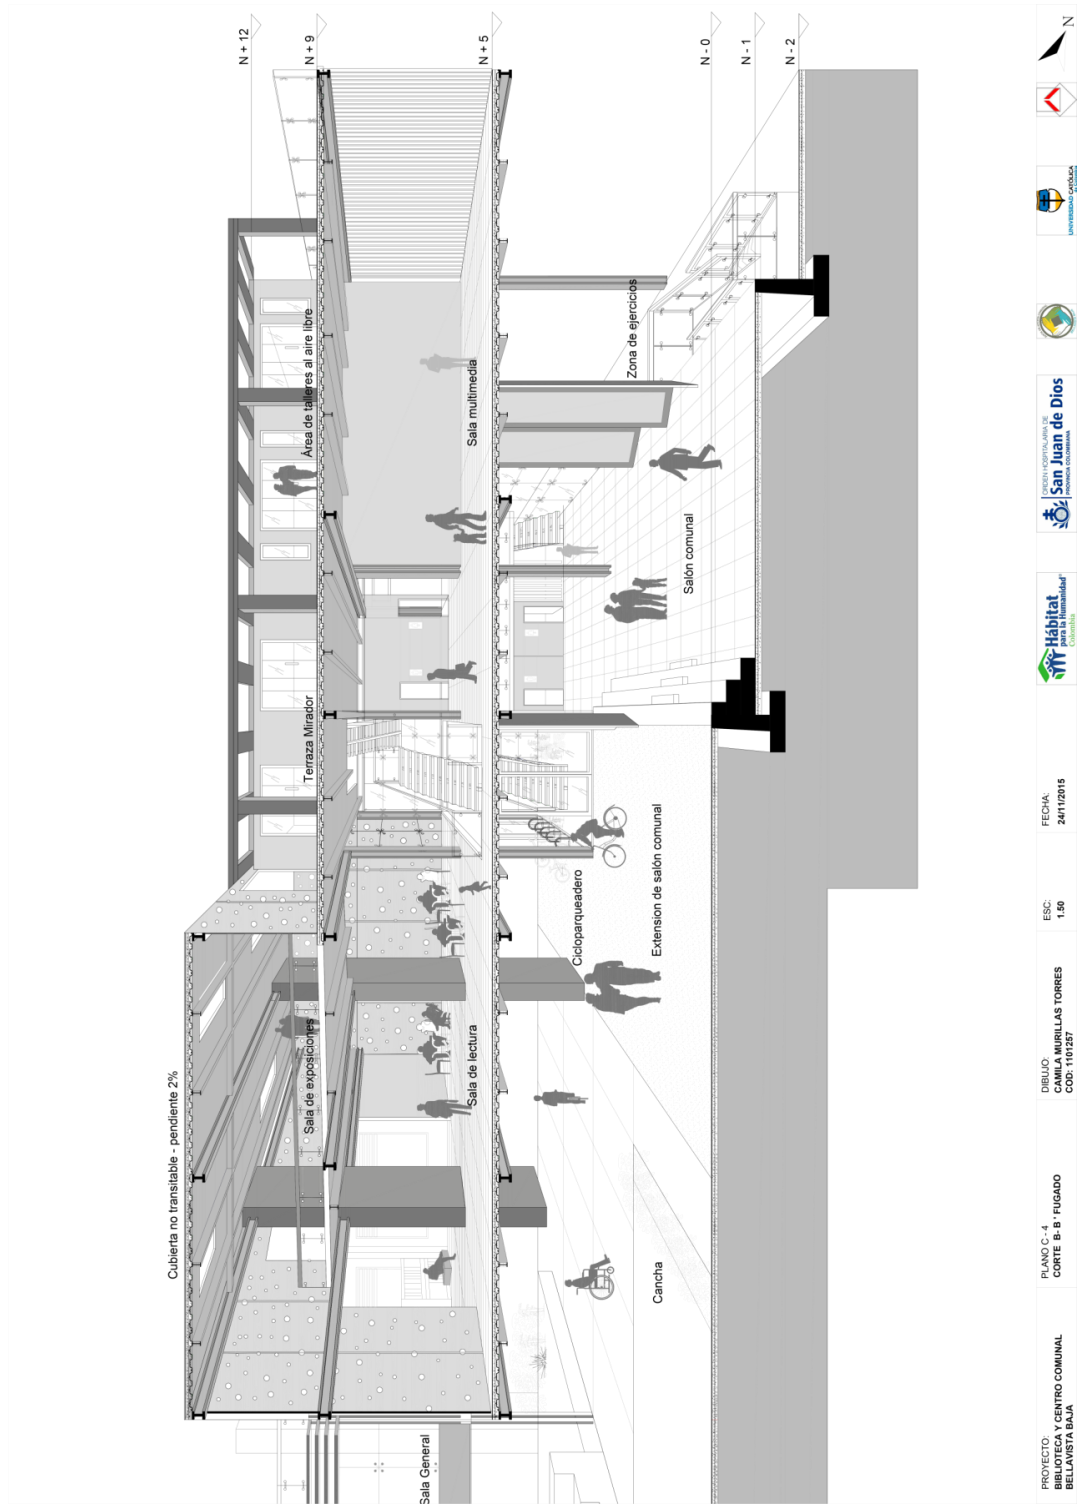 N + 12
N + 9
N + 5
N - 0
N - 1
N - 2
Cubierta no transitable - pendiente 2%
Área de talleres al aire libre
Terraza Mirador
Sala de exposiciones
Sala multimedia
Sala de lectura
Sala General
Zona de ejercicios
Salón comunal
Cicloparqueadero
Extension de salón comunal
Cancha
PROYECTO:
BIBLIOTECA Y CENTRO COMUNAL
BELLAVISTA BAJA
PLANO C - 4
CORTE B- B ' FUGADO
DIBUJO:
CAMILA MURILLAS TORRES
COD: 1101257
ESC:
1.50
FECHA:
24/11/2015
Hábitat
para la Humanidad®
Colombia
ORDEN HOSPITALARIA DE
San Juan de Dios
PROVINCIA COLOMBIANA
UNIVERSIDAD CATÓLICA
N